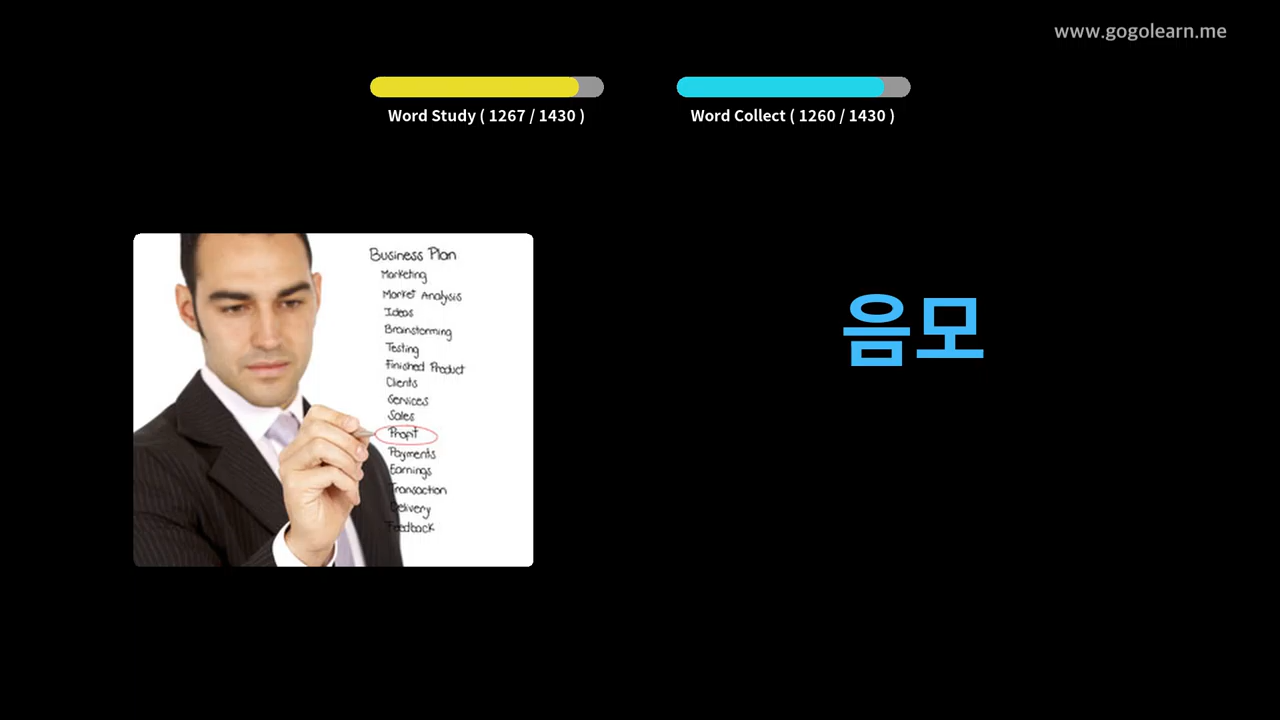 www.gogolearn.me
Word Study ( 1267 / 1430 )
Word Collect ( 1260 / 1430 )
Business Plan
Marketing
Market Analysis
Ideas
Brainstorming
Testing
Finished Product
Clients
Services
Sales
Profit
Payments
Earnings
Transaction
Delivery
Feedback
음모